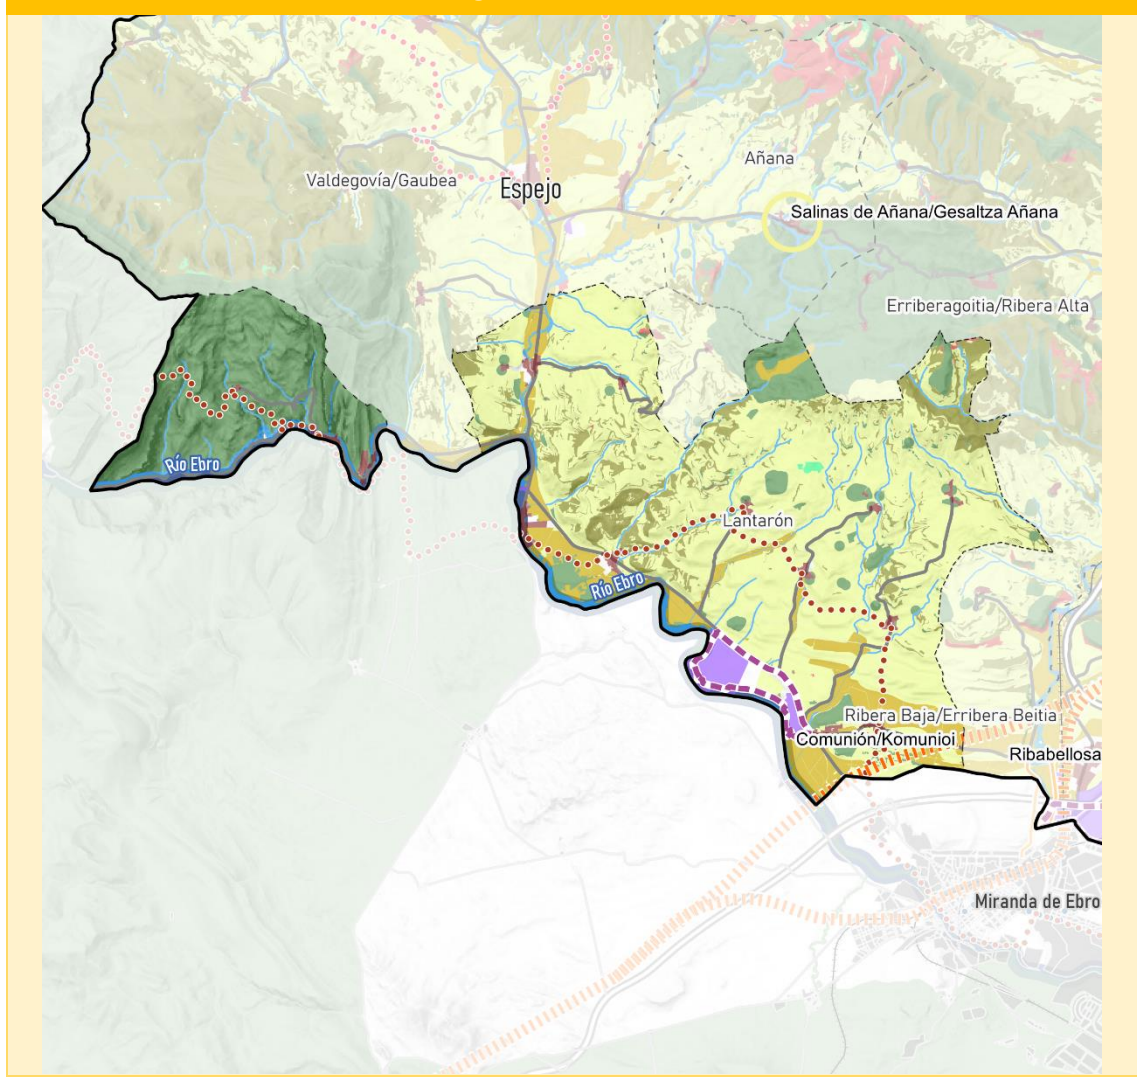 Añana
Valdegovía/Gaubea
Espejo
Salinas de Añana/Gesaltza Añana
Erriberagoitia/Ribera Alta
Río Ebro
Lantarón
Río Ebro
Ribera Baja/Erribera Beitia
Comunión/Komunioi
Ribabellosa
Miranda de Ebro